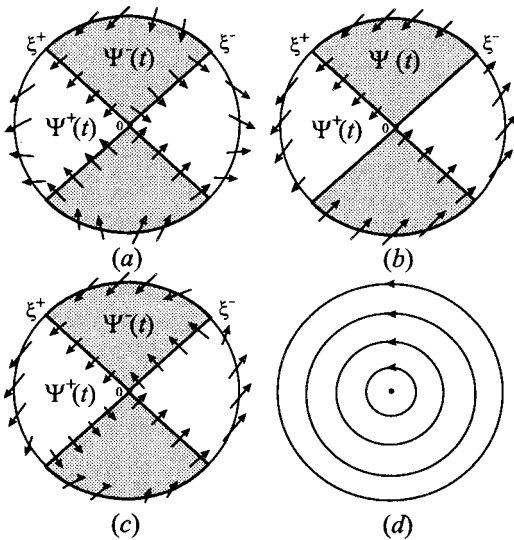 ξ⁺ Ψ⁻(t) ξ⁻ ξ⁺ Ψ (t) ξ⁻
Ψ⁺(t) 0 Ψ⁺(t) 0
(a) (b)
ξ⁺ Ψ⁻(t) ξ⁻
Ψ⁺(t) 0
(c) (d)